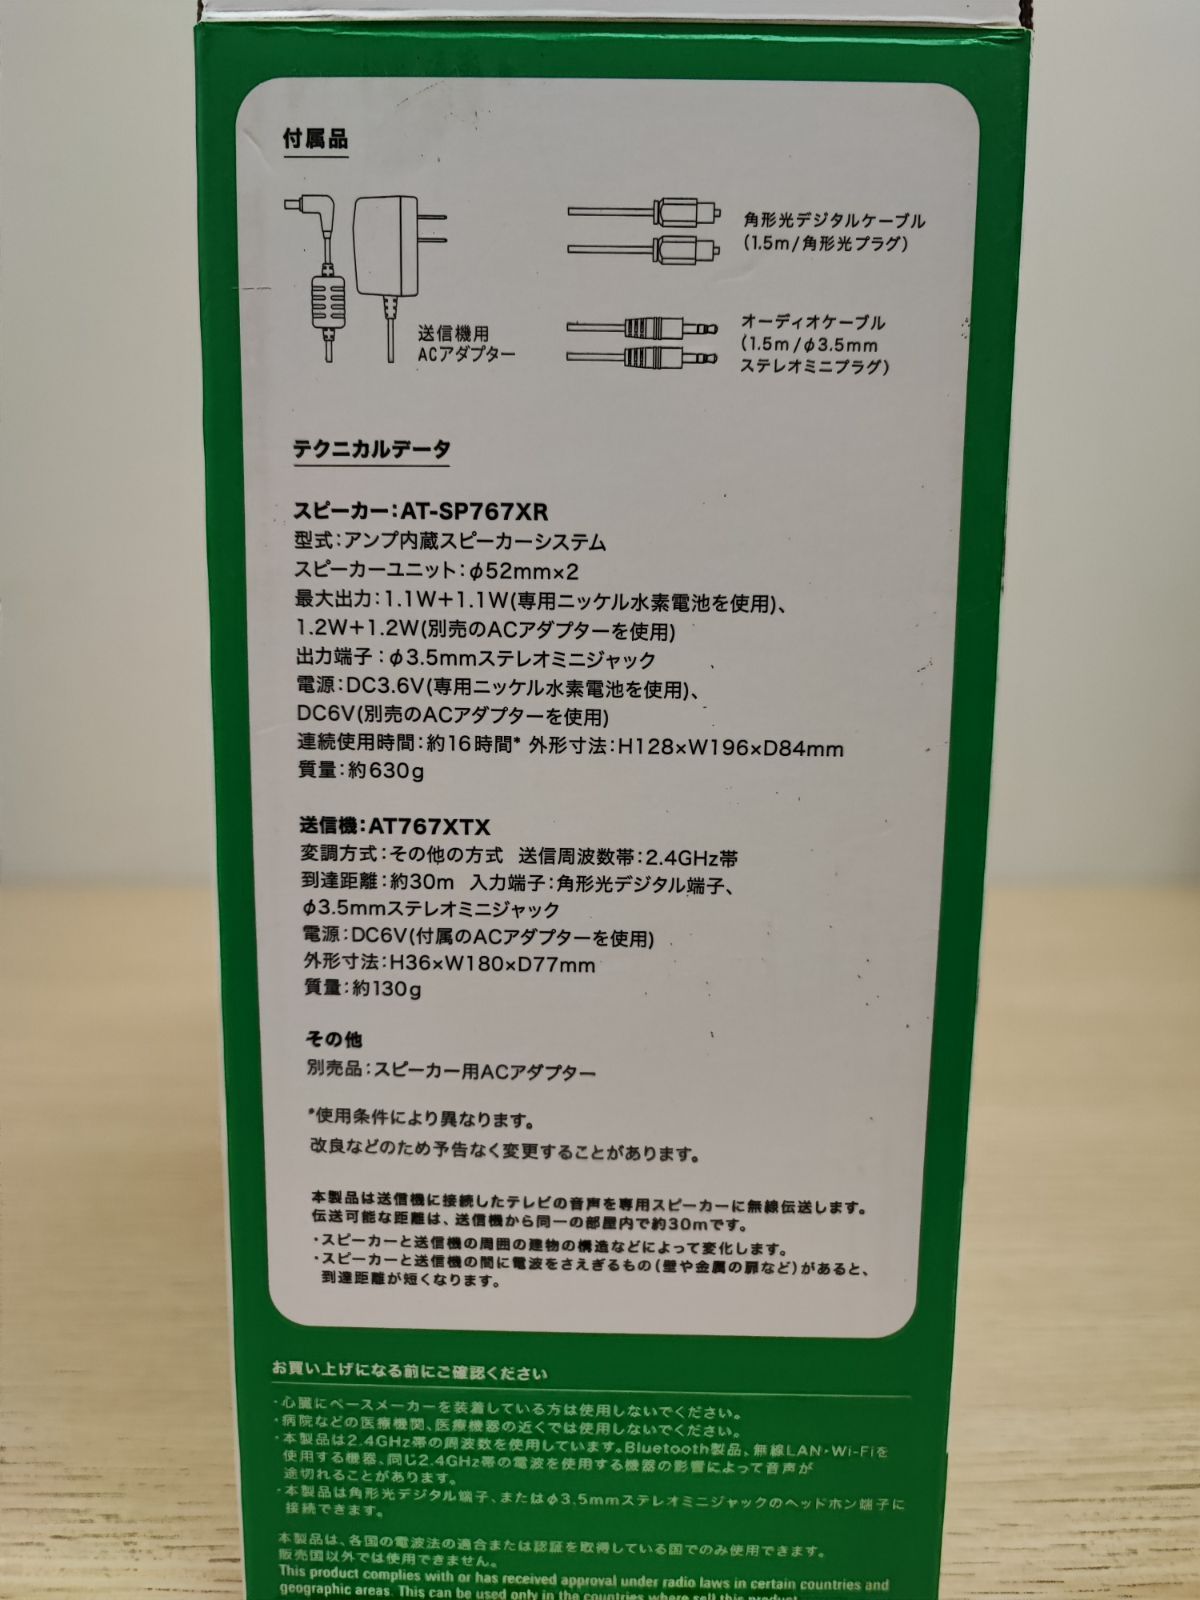 付属品
送信機用
ACアダプター
角形光デジタルケーブル
(1.5m/角形光プラグ)
オーディオケーブル
(1.5m/φ3.5mm
ステレオミニプラグ)
テクニカルデータ
スピーカー:AT-SP767XR
型式:アンプ内蔵スピーカーシステム
スピーカーユニット:φ52mm×2
最大出力:1.1W+1.1W(専用ニッケル水素電池を使用)、
1.2W+1.2W(別売のACアダプターを使用)
出力端子:φ3.5mmステレオミニジャック
電源:DC3.6V(専用ニッケル水素電池を使用)、
DC6V(別売のACアダプターを使用)
連続使用時間:約16時間* 外形寸法:H128×W196×D84mm
質量:約630g
送信機:AT767XTX
変調方式:その他の方式 送信周波数帯:2.4GHz帯
到達距離:約30m 入力端子:角形光デジタル端子、
φ3.5mmステレオミニジャック
電源:DC6V(付属のACアダプターを使用)
外形寸法:H36×W180×D77mm
質量:約130g
その他
別売品:スピーカー用ACアダプター
*使用条件により異なります。
改良などのため予告なく変更することがあります。
本製品は送信機に接続したテレビの音声を専用スピーカーに無線伝送します。
伝送可能な距離は、送信機から同一の部屋内で約30mです。
・スピーカーと送信機の周囲の建物の構造などによって変化します。
・スピーカーと送信機の間に電波をさえぎるもの(壁や金属の扉など)があると、
到達距離が短くなります。
お買い上げになる前にご確認ください
・心臓にペースメーカーを装着している方は使用しないでください。
・病院などの医療機関、医療機器の近くでは使用しないでください。
・本製品は2.4GHz帯の周波数を使用しています。Bluetooth製品、無線LAN・Wi-Fiを
使用する機器、同じ2.4GHz帯の電波を使用する機器の影響によって音声が
途切れることがあります。
・本製品は角形光デジタル端子、またはφ3.5mmステレオミニジャックのヘッドホン端子に
接続できます。
本製品は、各国の電波法の適合または認証を取得している国でのみ使用できます。
販売国以外では使用できません。
This product complies with or has received approval under radio laws in certain countries and
geographic areas. This can be used only in the countries where sell this product.